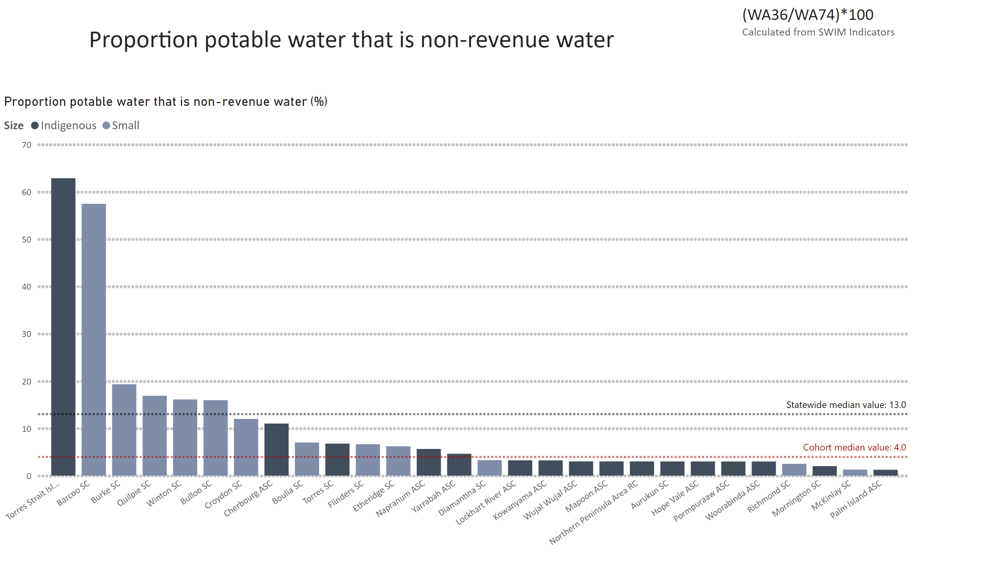 (WA36/WA74)*100
Calculated from SWIM Indicators
Proportion potable water that is non-revenue water
Proportion potable water that is non-revenue water (%)
Size Indigenous Small
70
60
50
40
30
20
10
0
Statewide median value: 13.0
Cohort median value: 4.0
Torres Strait Isl...
Barcoo SC
Burke SC
Quilpie SC
Winton SC
Bulloo SC
Croydon SC
Cherbourg ASC
Boulia SC
Torres SC
Flinders SC
Etheridge SC
Napranum ASC
Yarrabah ASC
Diamantina SC
Lockhart River ASC
Kowanyama ASC
Wujal Wujal ASC
Mapoon ASC
Northern Peninsula Area RC
Aurukun SC
Hope Vale ASC
Pormpuraaw ASC
Woorabinda ASC
Richmond SC
Mornington SC
McKinlay SC
Palm Island ASC